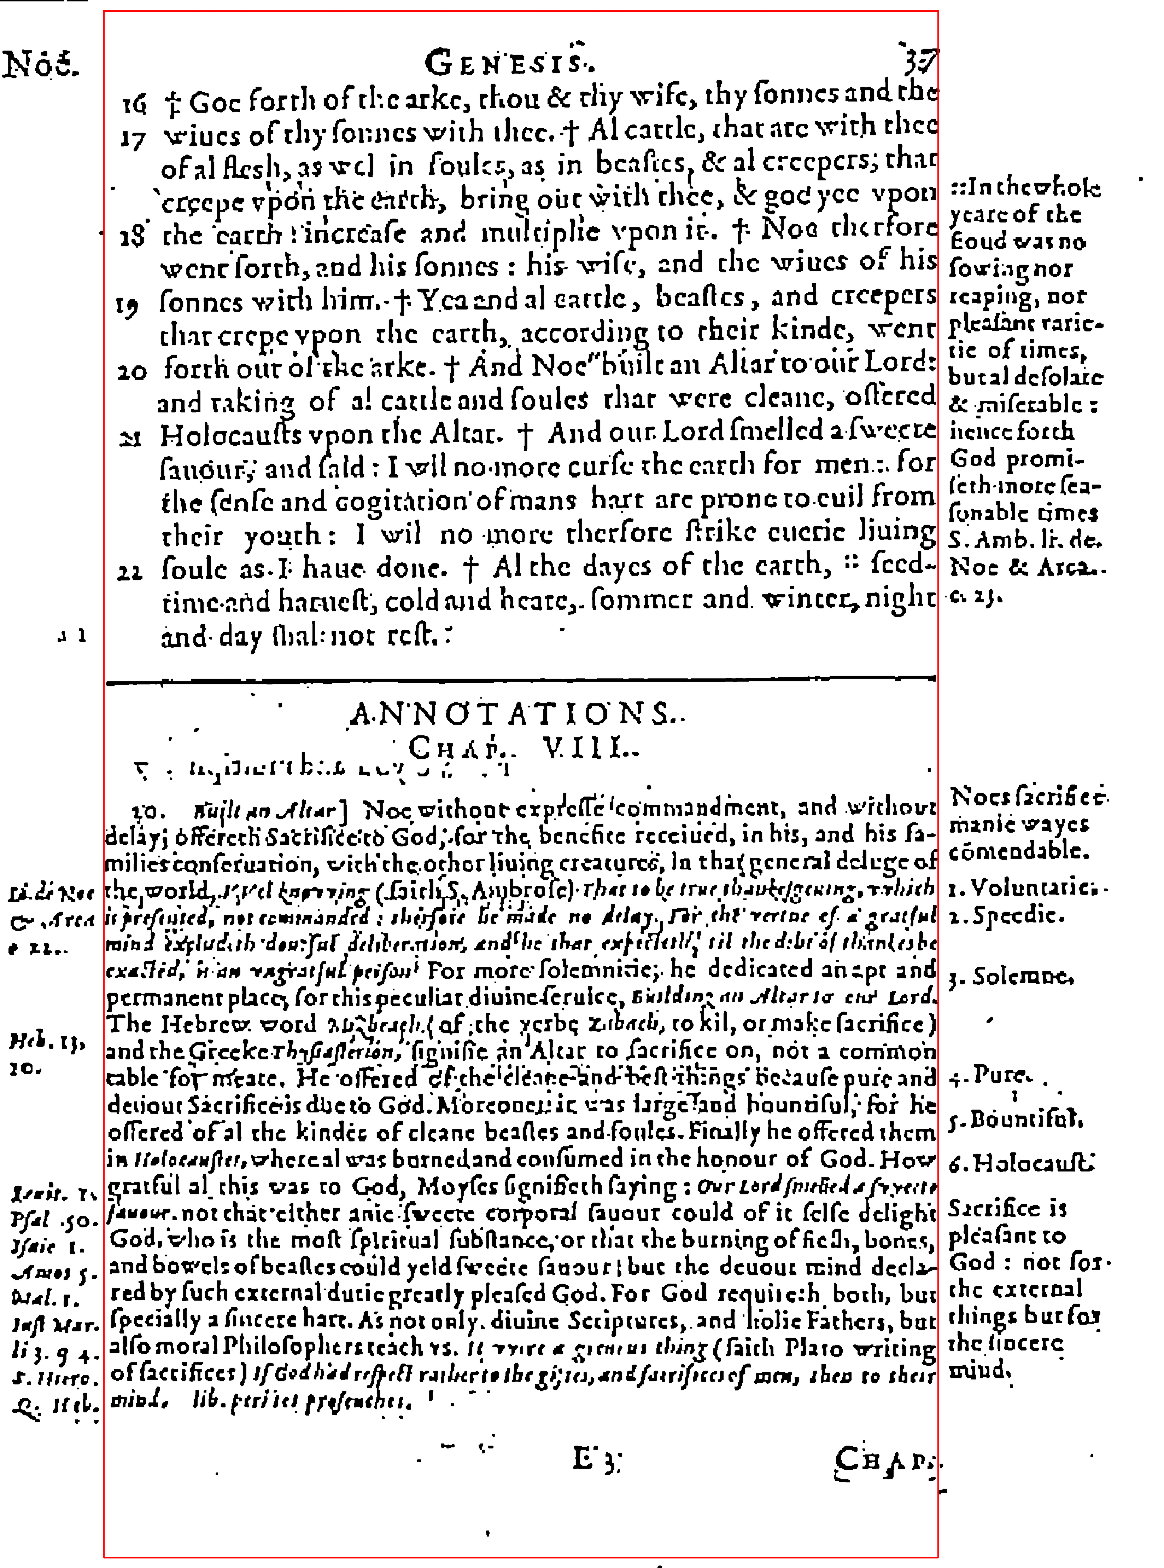 Noé.
GENESIS. 37
16 ‡ Goe forth of the arke, thou & thy wife, thy sonnes and the
17 wiues of thy sonnes with thee. † Al cattle, that are with thee
of al flesh, as wel in foules, as in beastes, & al creepers, that
creepe vpon the earth, bring out with thee, & goe yee vpon
18 the earth: increase and multiplie vpon it. † Noe therfore
went forth, and his sonnes: his wife, and the wiues of his
19 sonnes with him. † Yea and al cattle, beastes, and creepers
that crepe vpon the earth, according to their kinde, went
20 forth out of the arke. † And Noe "built an Altar to our Lord:
and taking of al cattle and foules that were cleane, offered
21 Holocausts vpon the Altar. † And our Lord smelled a sweete
sauour, and said: I wil no more curse the earth for men: for
the sense and cogitation of mans hart are prone to euil from
their youth: I wil no more therfore strike euerie liuing
22 soule as I haue done. † Al the dayes of the earth, :: seed-
time and haruest, cold and heate, sommer and winter, night
and day shal not rest.
::In the whole
yeare of the
floud was no
sowing nor
reaping, nor
pleasant varie-
tie of times,
but al desolate
& miserable:
hence forth
God promi-
seth more sea-
sonable times
S. Amb. li. de.
Noe & Arca.
c. 23.
ANNOTATIONS.
CHAP. VIII.
20. Built an Altar] Noe without expresse commandment, and without
delay, offereth Sacrifice to God, for the benefite receiued, in his, and his fa-
milies conseruation, with the other liuing creatures, in that general deluge of
the world, Wel knowing (saith S. Ambrose) that to be true thankesgeuing, which
is presented, not commanded: therfore he made no delay. For the vertue of a grateful
mind excludeth doutful deliberation, and he that expecteth, til the debt of thankes be
exacted, is an vngrateful person. For more solemnitie, he dedicated an apt and
permanent place, for this peculiar diuine seruice, Building an Altar to our Lord.
The Hebrew word Mizbeach, (of the verbe Zabach, to kil, or make sacrifice)
and the Greeke Thysiasterion, signifie an Altar to sacrifice on, not a common
table for meate. He offered of the cleane and best things because pure and
deuout Sacrifice is due to God. Moreouer it was large and bountiful, for he
offered of al the kindes of cleane beastes and foules. Finally he offered them
in Holocaustes, where al was burned and consumed in the honour of God. How
grateful al this was to God, Moyses signifieth saying: Our Lord smelled a sweete
sauour. not that either anie sweete corporal sauour could of it selfe delight
God, who is the most spiritual substance, or that the burning of flesh, bones,
and bowels of beastes could yeld sweete sauour; but the deuout mind decla-
red by such external dutie greatly pleased God. For God requireth both, but
specially a sincere hart. As not only diuine Scriptures, and holie Fathers, but
also moral Philosophers teach vs. It were a greuous thing (saith Plato writing
of sacrifices) If God had respect rather to the giftes, and sacrifices of men, then to their
mind. lib.
Li. de Noe
& Arca
c 22.
Heb. 13,
10.
Leuit. 1.
Psal. 50.
Isaie 1.
Amos 5.
Mal. 1.
Iust Mar.
li 3. q 4.
S. Hiero.
Q. Heb.
Noes sacrifice
manie wayes
comendable.
1. Voluntarie.
2. Speedie.
3. Solemne.
4. Pure.
5. Bountiful.
6. Holocaust.
Sacrifice is
pleasant to
God: not for
the external
things but for
the sincere
mind.
E 3
CHAP.